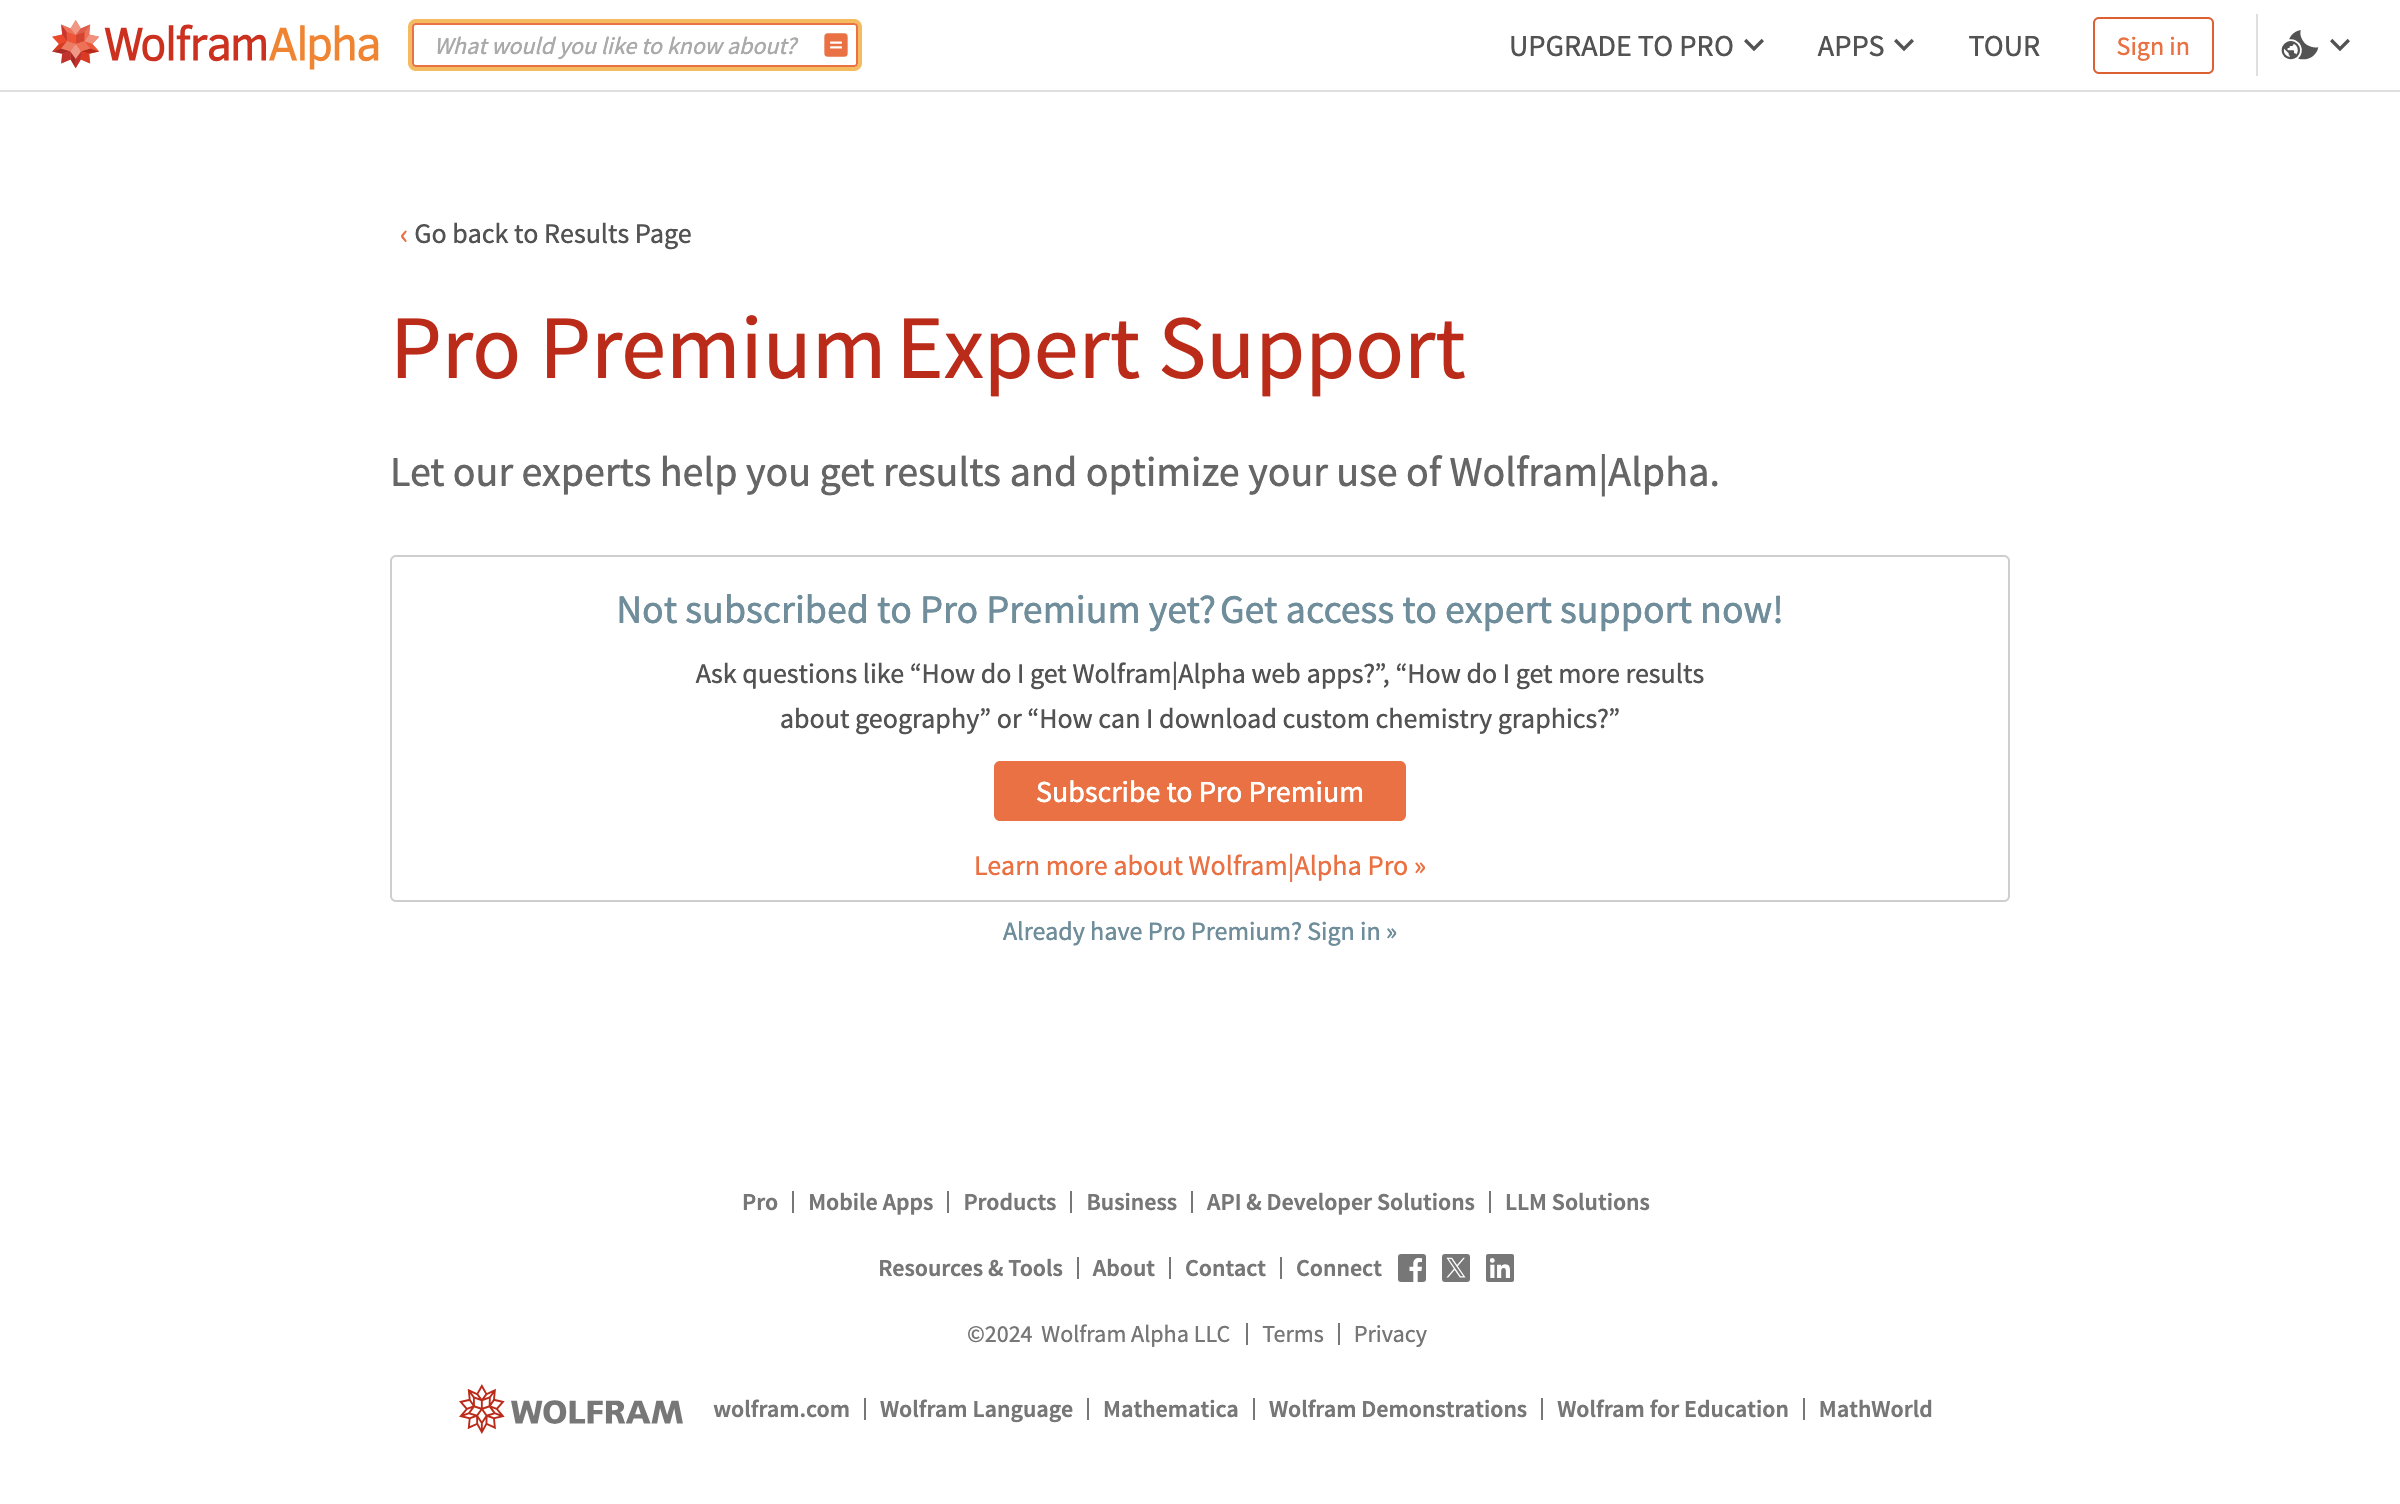 WolframAlpha
What would you like to know about?
UPGRADE TO PRO
APPS
TOUR
Sign in
‹ Go back to Results Page
Pro Premium Expert Support
Let our experts help you get results and optimize your use of Wolfram|Alpha.
Not subscribed to Pro Premium yet? Get access to expert support now!
Ask questions like “How do I get Wolfram|Alpha web apps?”, “How do I get more results
about geography” or “How can I download custom chemistry graphics?”
Subscribe to Pro Premium
Learn more about Wolfram|Alpha Pro »
Already have Pro Premium? Sign in »
Pro | Mobile Apps | Products | Business | API & Developer Solutions | LLM Solutions
Resources & Tools | About | Contact | Connect
©2024 Wolfram Alpha LLC | Terms | Privacy
WOLFRAM wolfram.com | Wolfram Language | Mathematica | Wolfram Demonstrations | Wolfram for Education | MathWorld